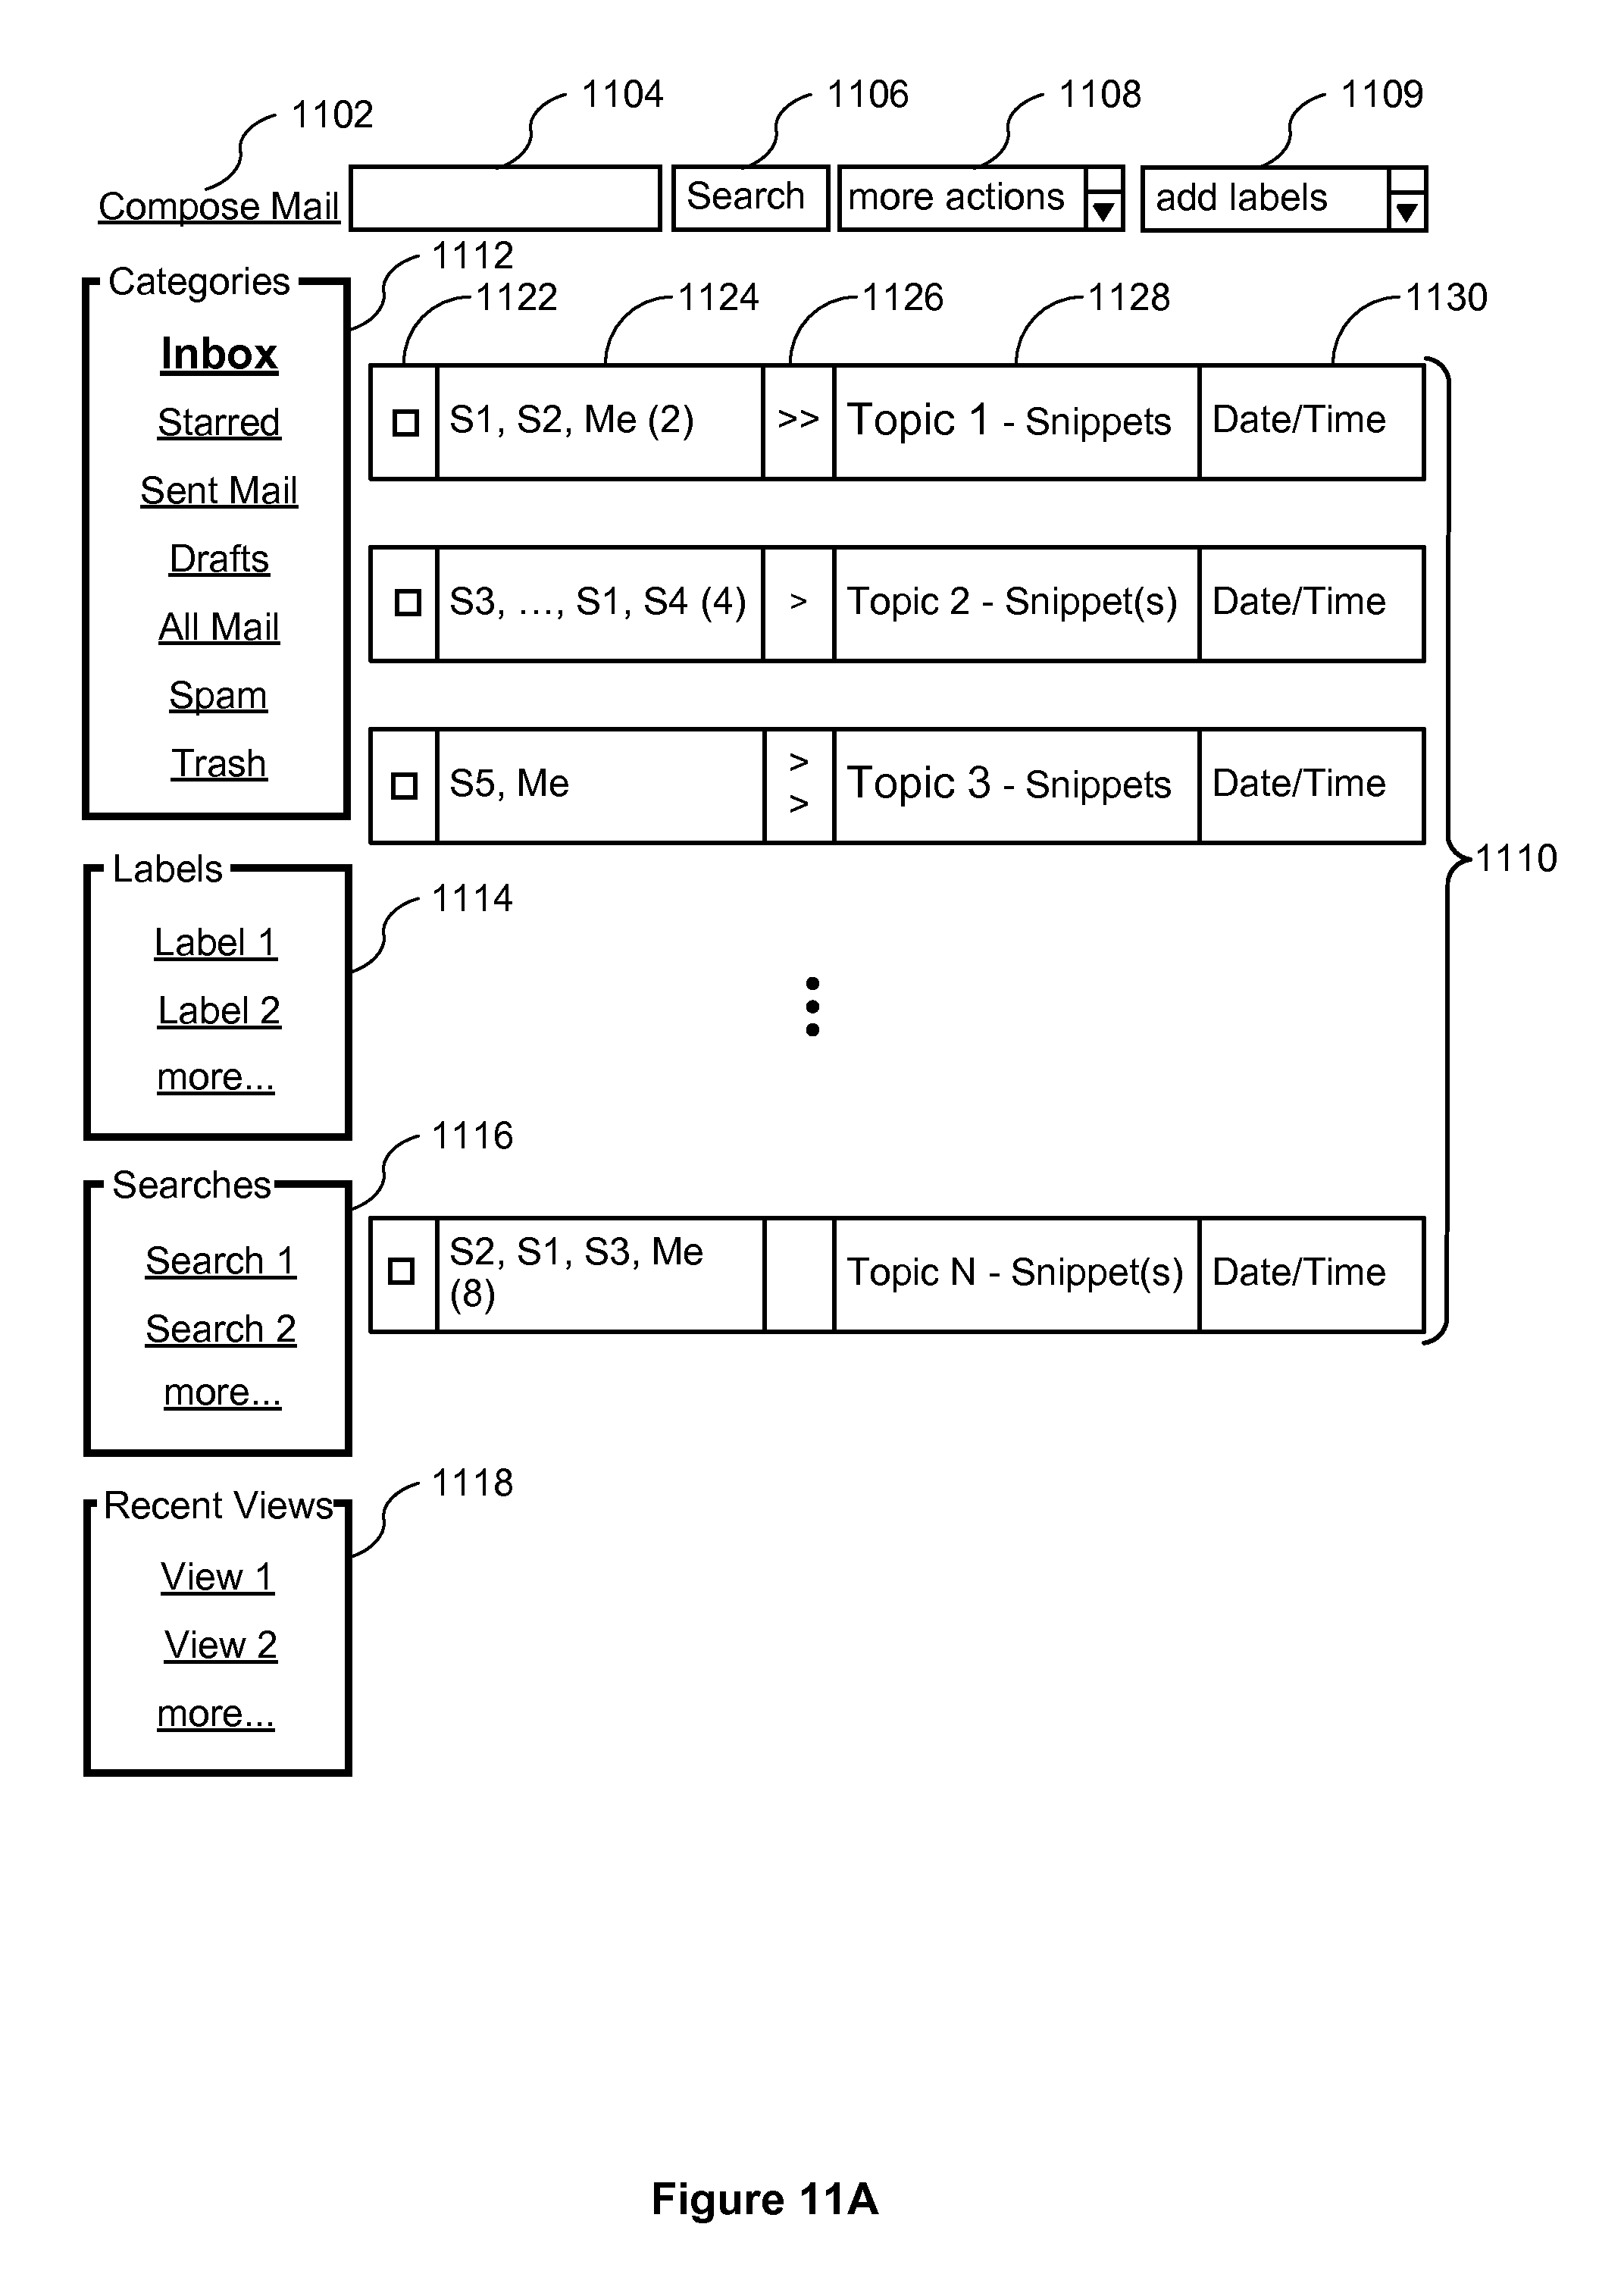 1102
1104
1106
1108
1109
Compose Mail
Search
more actions
add labels
Categories
1112
Inbox
Starred
Sent Mail
Drafts
All Mail
Spam
Trash
1122
1124
1126
1128
1130
S1, S2, Me (2)
>>
Topic 1 - Snippets
Date/Time
S3, ..., S1, S4 (4)
>
Topic 2 - Snippet(s)
Date/Time
S5, Me
>
>
Topic 3 - Snippets
Date/Time
1110
Labels
1114
Label 1
Label 2
more...
Searches
1116
Search 1
Search 2
more...
S2, S1, S3, Me
(8)
Topic N - Snippet(s)
Date/Time
Recent Views
1118
View 1
View 2
more...
Figure 11A